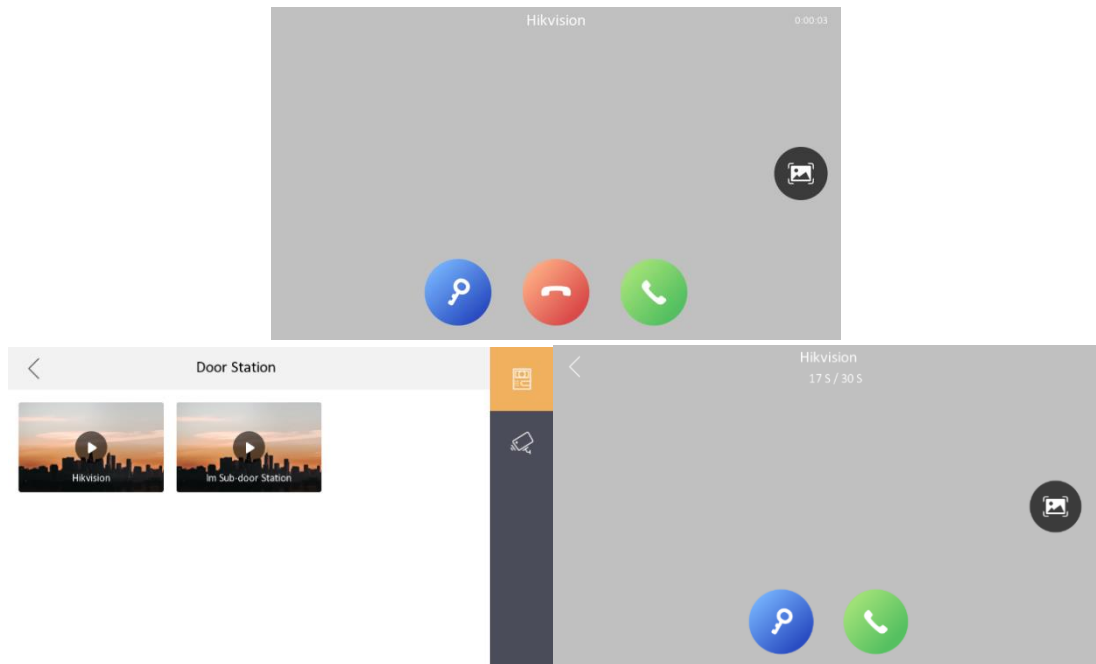 Hikvision
0:00:03
Door Station
Hikvision
Im Sub-door Station
Hikvision
17 S / 30 S